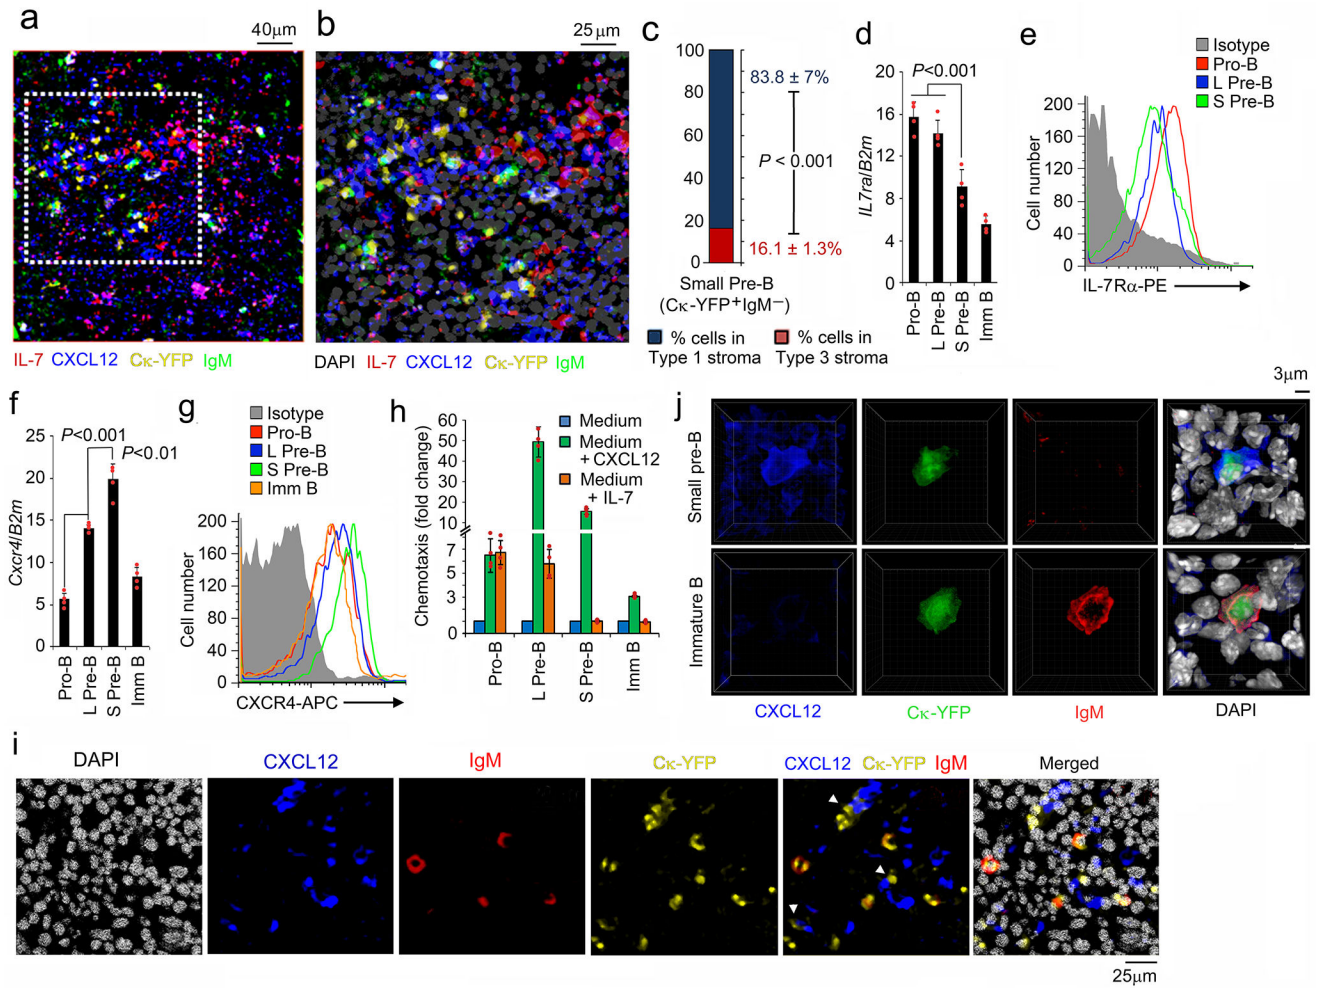 a
40μm
IL-7 CXCL12 Cκ-YFP IgM
b
25 μm
DAPI IL-7 CXCL12 Cκ-YFP IgM
c
100
80
60
40
20
0
83.8 ± 7%
P < 0.001
16.1 ± 1.3%
Small Pre-B
(Cκ-YFP⁺IgM⁻)
% cells in
Type 1 stroma
% cells in
Type 3 stroma
d
P<0.001
IL7ra/B2m
20
16
12
8
4
0
Pro-B
L Pre-B
S Pre-B
Imm B
e
Isotype
Pro-B
L Pre-B
S Pre-B
Cell number
200
160
120
80
40
0
IL-7Rα-PE
f
P<0.001
P<0.01
Cxcr4/B2m
25
20
15
10
5
0
Pro-B
L Pre-B
S Pre-B
Imm B
g
Isotype
Pro-B
L Pre-B
S Pre-B
Imm B
Cell number
200
160
120
80
40
0
CXCR4-APC
h
Medium
Medium
+ CXCL12
Medium
+ IL-7
Chemotaxis (fold change)
60
50
40
30
20
10
7
5
3
0
Pro-B
L Pre-B
S Pre-B
Imm B
j
3μm
Small pre-B
Immature B
CXCL12
Cκ-YFP
IgM
DAPI
i
DAPI
CXCL12
IgM
Cκ-YFP
CXCL12 Cκ-YFP IgM
Merged
25μm